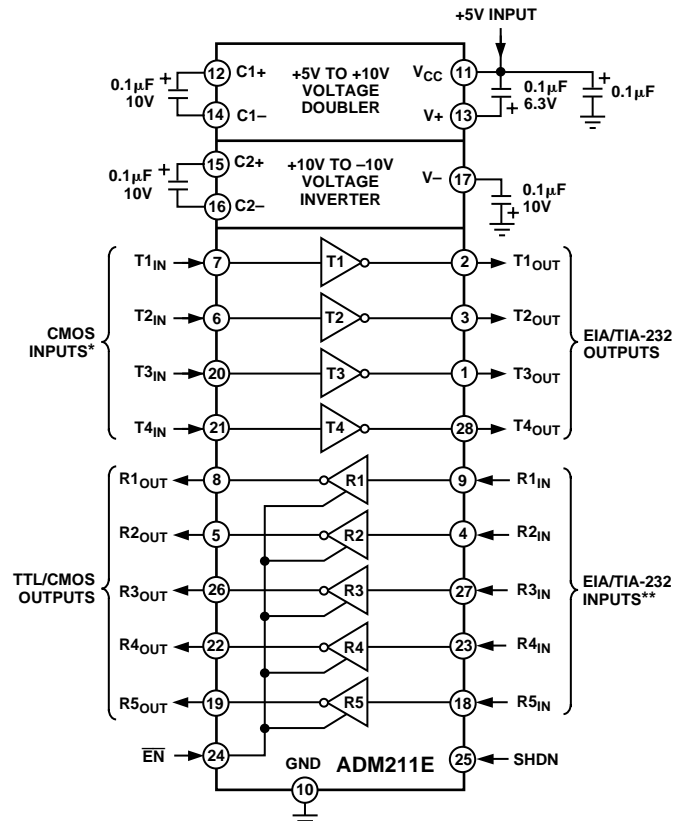 +5V INPUT
12 C1+ +5V TO +10V VCC 11
0.1μF 10V + VOLTAGE DOUBLER 0.1μF 6.3V + + 0.1μF
14 C1– V+ 13
15 C2+ +10V TO –10V
0.1μF 10V + VOLTAGE INVERTER V– 17
16 C2– 0.1μF 10V +
T1IN 7 T1 2 T1OUT
T2IN 6 T2 3 T2OUT
CMOS INPUTS* EIA/TIA-232 OUTPUTS
T3IN 20 T3 1 T3OUT
T4IN 21 T4 28 T4OUT
R1OUT 8 R1 9 R1IN
R2OUT 5 R2 4 R2IN
TTL/CMOS OUTPUTS EIA/TIA-232 INPUTS**
R3OUT 26 R3 27 R3IN
R4OUT 22 R4 23 R4IN
R5OUT 19 R5 18 R5IN
EN 24 GND ADM211E 25 SHDN
10